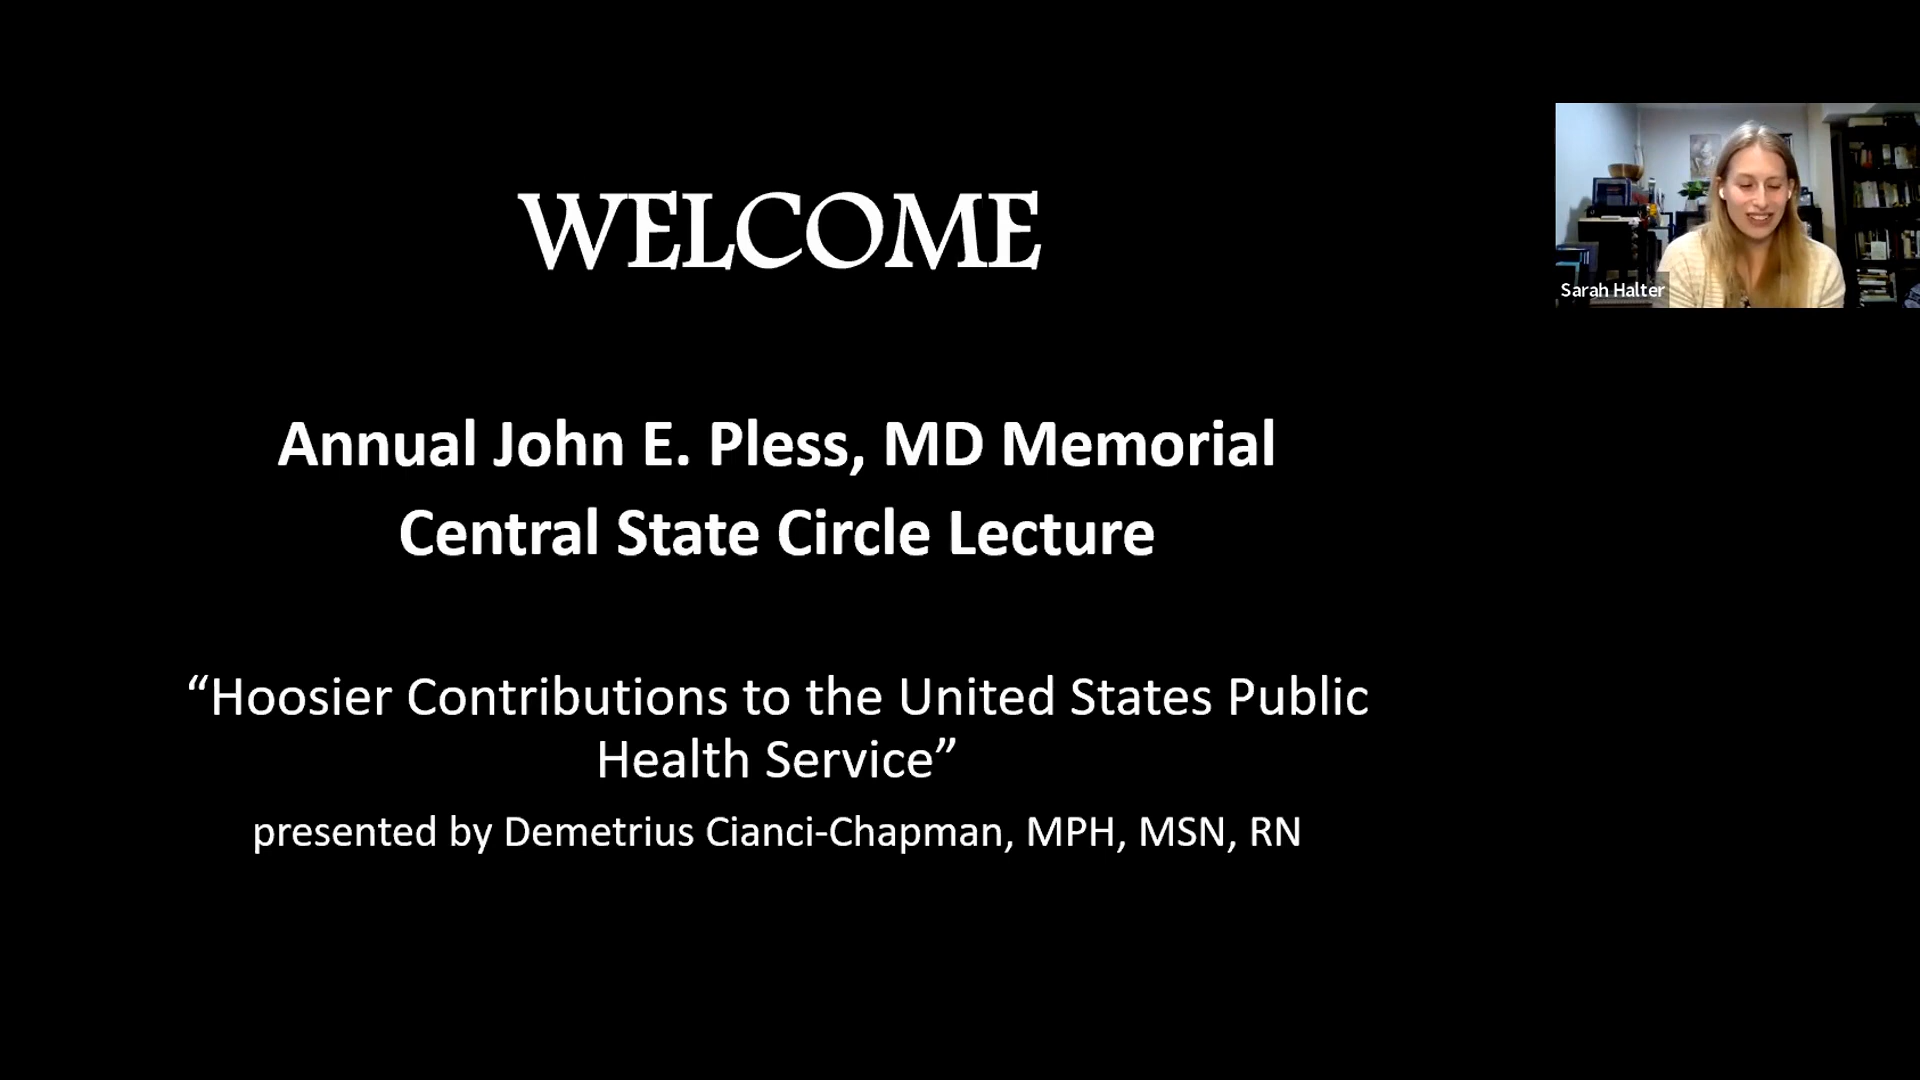 WELCOME
Sarah Halter
Annual John E. Pless, MD Memorial
Central State Circle Lecture
“Hoosier Contributions to the United States Public
Health Service”
presented by Demetrius Cianci-Chapman, MPH, MSN, RN